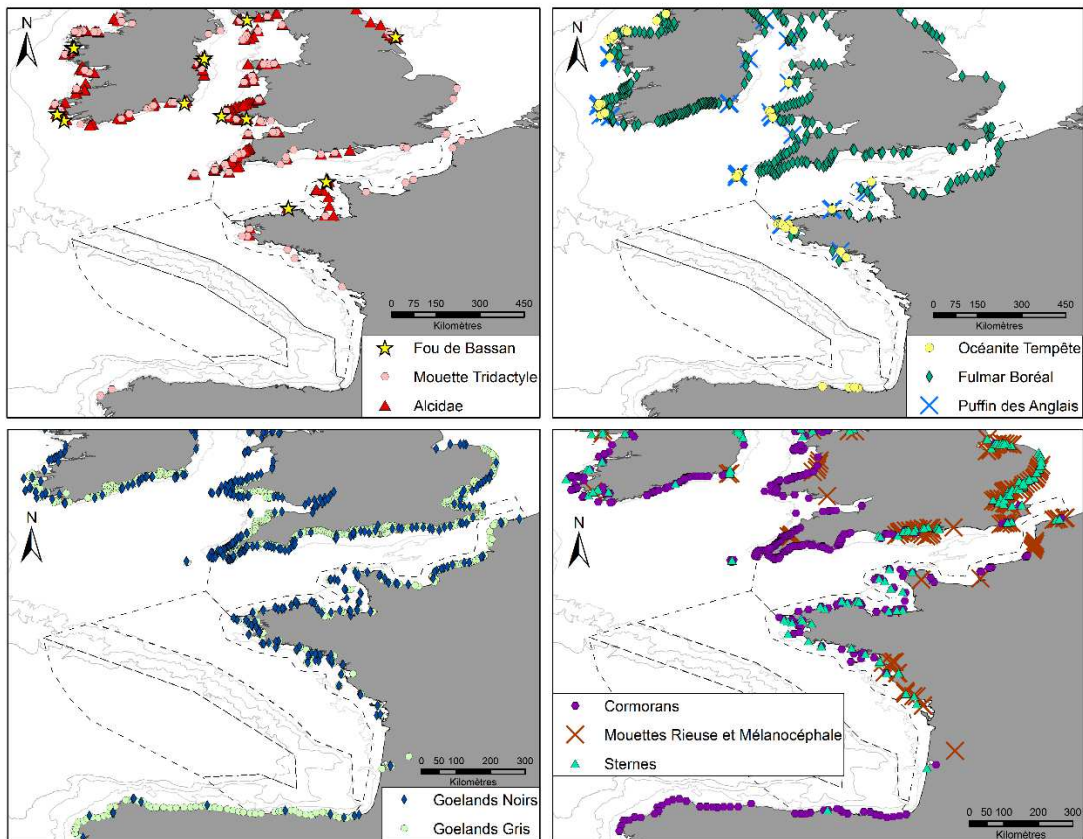 N
0 75 150 300 450
Kilomètres
Fou de Bassan
Mouette Tridactyle
Alcidae
N
0 75 150 300 450
Kilomètres
Océanite Tempête
Fulmar Boréal
Puffin des Anglais
N
0 50 100 200 300
Kilomètres
Goelands Noirs
Goelands Gris
N
Cormorans
Mouettes Rieuse et Mélanocéphale
Sternes
0 50 100 200 300
Kilomètres